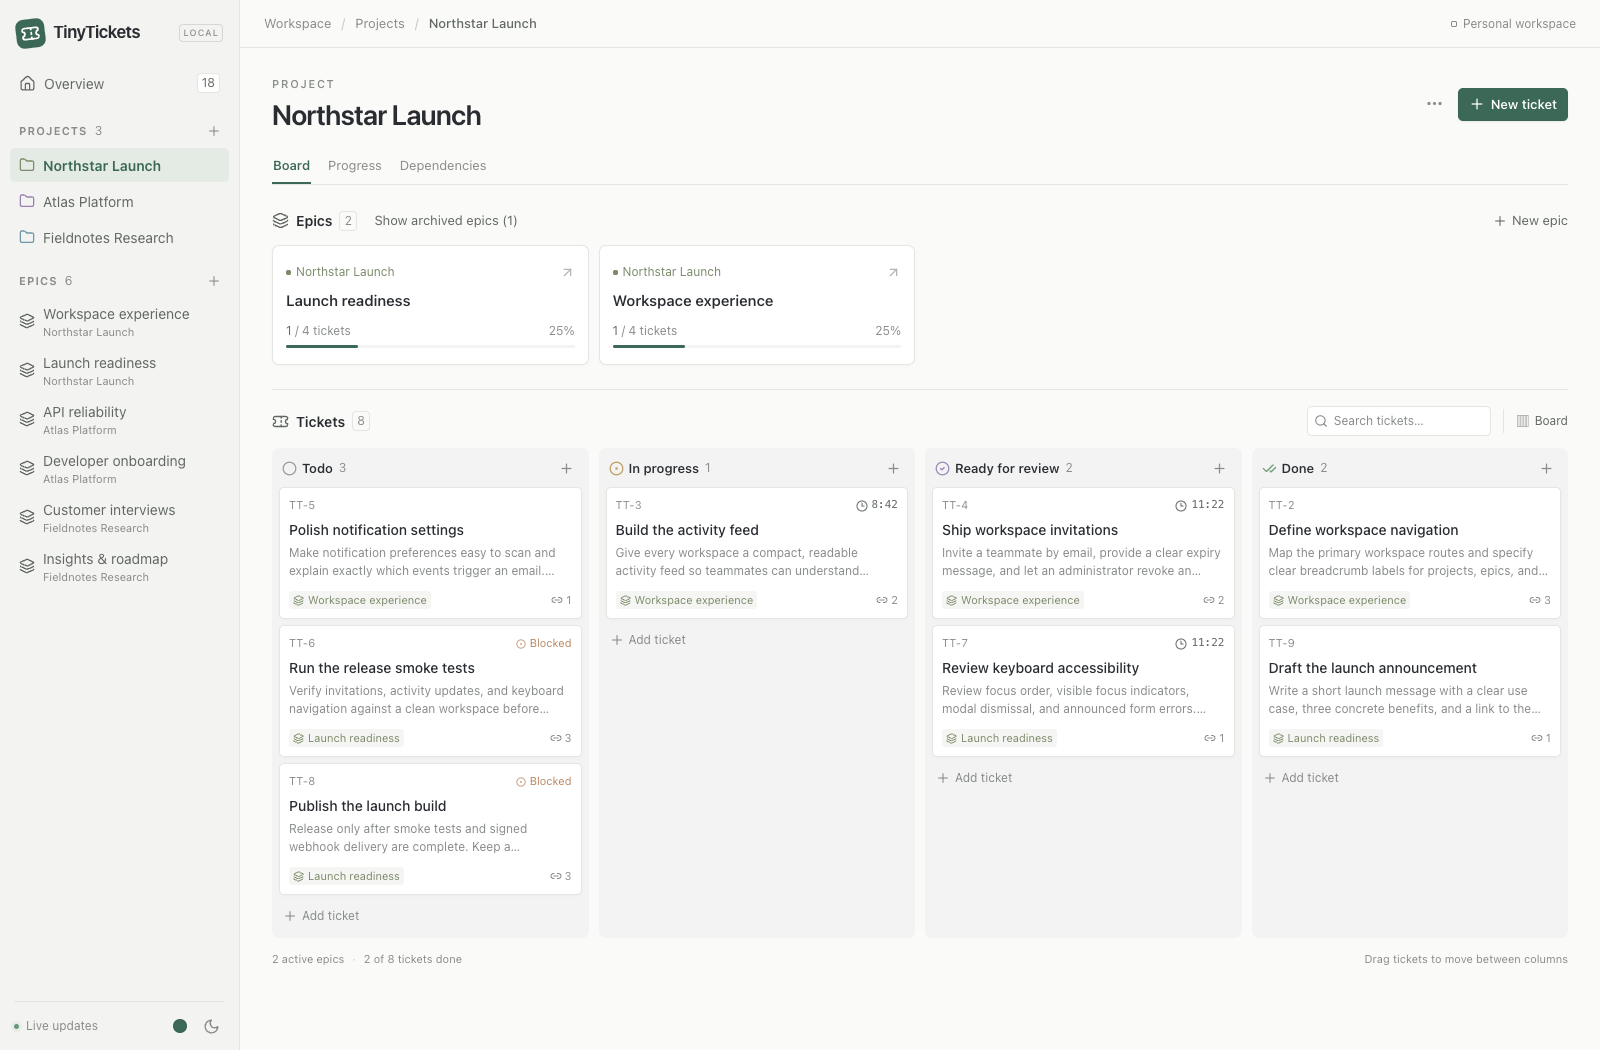 TinyTickets
LOCAL
Overview
18
PROJECTS 3
Northstar Launch
Atlas Platform
Fieldnotes Research
EPICS 6
Workspace experience
Northstar Launch
Launch readiness
Northstar Launch
API reliability
Atlas Platform
Developer onboarding
Atlas Platform
Customer interviews
Fieldnotes Research
Insights & roadmap
Fieldnotes Research
Live updates
Workspace / Projects / Northstar Launch
Personal workspace
PROJECT
Northstar Launch
New ticket
Board
Progress
Dependencies
Epics 2
Show archived epics (1)
New epic
Northstar Launch
Launch readiness
1 / 4 tickets
25%
Northstar Launch
Workspace experience
1 / 4 tickets
25%
Tickets 8
Search tickets...
Board
Todo 3
TT-5
Polish notification settings
Make notification preferences easy to scan and
explain exactly which events trigger an email....
Workspace experience
1
TT-6
Blocked
Run the release smoke tests
Verify invitations, activity updates, and keyboard
navigation against a clean workspace before...
Launch readiness
3
TT-8
Blocked
Publish the launch build
Release only after smoke tests and signed
webhook delivery are complete. Keep a...
Launch readiness
3
Add ticket
In progress 1
TT-3
8:42
Build the activity feed
Give every workspace a compact, readable
activity feed so teammates can understand...
Workspace experience
2
Add ticket
Ready for review 2
TT-4
11:22
Ship workspace invitations
Invite a teammate by email, provide a clear expiry
message, and let an administrator revoke an...
Workspace experience
2
TT-7
11:22
Review keyboard accessibility
Review focus order, visible focus indicators,
modal dismissal, and announced form errors....
Launch readiness
1
Add ticket
Done 2
TT-2
Define workspace navigation
Map the primary workspace routes and specify
clear breadcrumb labels for projects, epics, and...
Workspace experience
3
TT-9
Draft the launch announcement
Write a short launch message with a clear use
case, three concrete benefits, and a link to the...
Launch readiness
1
Add ticket
2 active epics · 2 of 8 tickets done
Drag tickets to move between columns